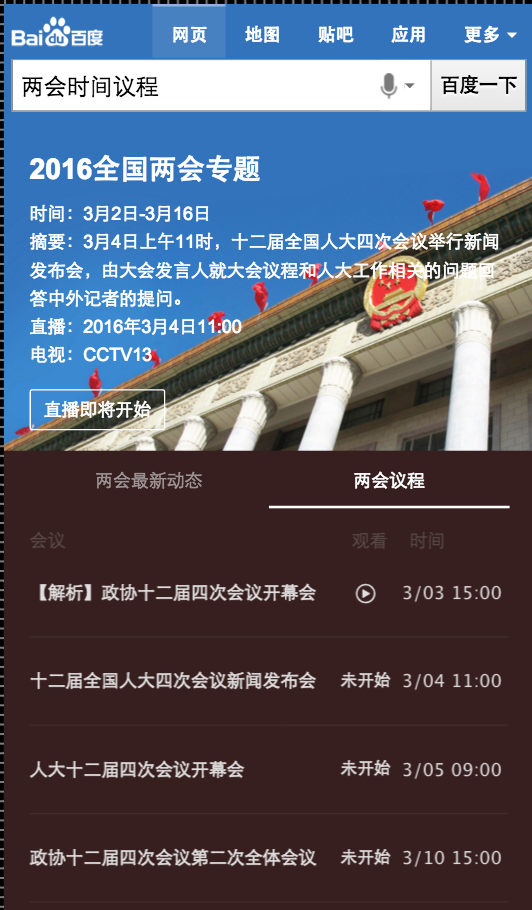 Bai du 百度
网页 地图 贴吧 应用 更多
两会时间议程 百度一下
2016全国两会专题
时间：3月2日-3月16日
摘要：3月4日上午11时，十二届全国人大四次会议举行新闻
发布会，由大会发言人就大会议程和人大工作相关的问题回
答中外记者的提问。
直播：2016年3月4日11:00
电视：CCTV13
直播即将开始
两会最新动态 两会议程
会议 观看 时间
【解析】政协十二届四次会议开幕会 3/03 15:00
十二届全国人大四次会议新闻发布会 未开始 3/04 11:00
人大十二届四次会议开幕会 未开始 3/05 09:00
政协十二届四次会议第二次全体会议 未开始 3/10 15:00